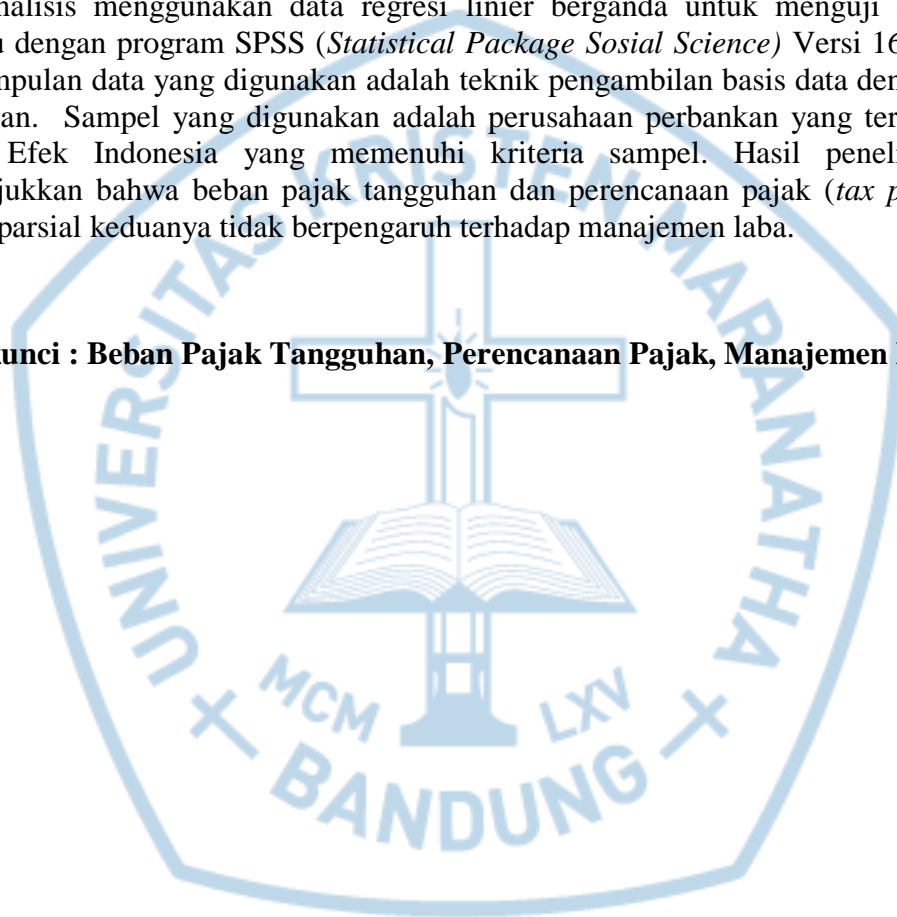 nalisis menggunakan data regresi linier berganda untuk menguji
u dengan program SPSS (Statistical Package Sosial Science) Versi 16
mpulan data yang digunakan adalah teknik pengambilan basis data den
an. Sampel yang digunakan adalah perusahaan perbankan yang ter
Efek Indonesia yang memenuhi kriteria sampel. Hasil penel
jukkan bahwa beban pajak tangguhan dan perencanaan pajak (tax p
parsial keduanya tidak berpengaruh terhadap manajemen laba.
unci : Beban Pajak Tangguhan, Perencanaan Pajak, Manajemen
UNIVERSITAS KRISTEN MARANATHA
MCM LXV
BANDUNG